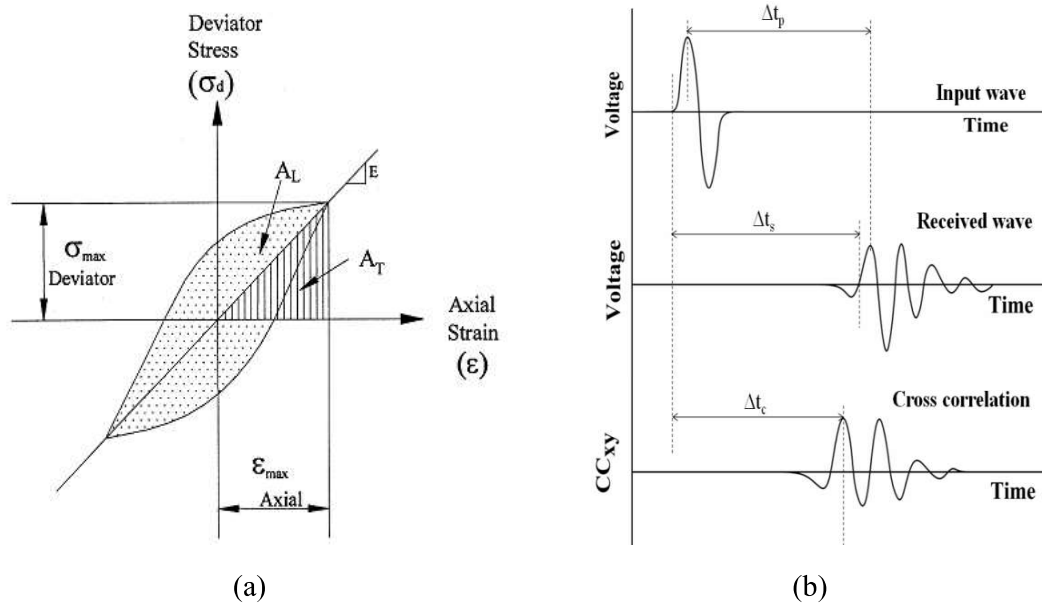 Deviator
Stress
(σd)
AL
E
σmax
Deviator
AT
Axial
Strain
(ε)
εmax
Axial
(a)
Δtp
Voltage
Input wave
Time
Δts
Received wave
Voltage
Time
Δtc
Cross correlation
CCxy
Time
(b)